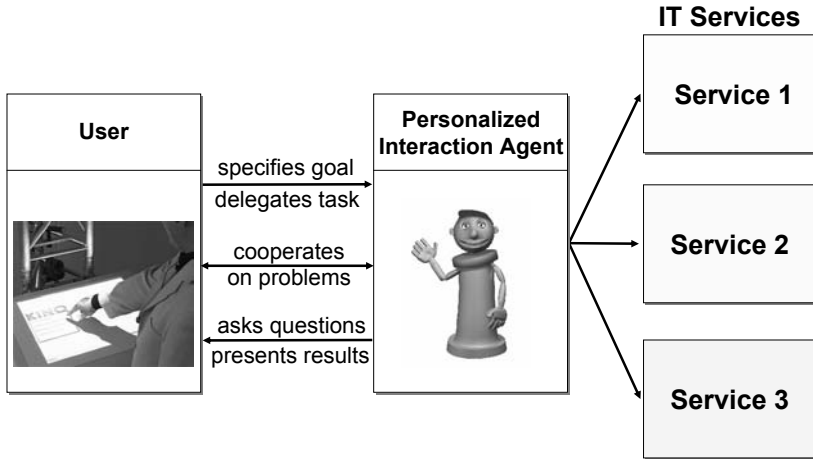 IT Services
User
KINO
specifies goal
delegates task
cooperates
on problems
asks questions
presents results
Personalized
Interaction Agent
Service 1
Service 2
Service 3